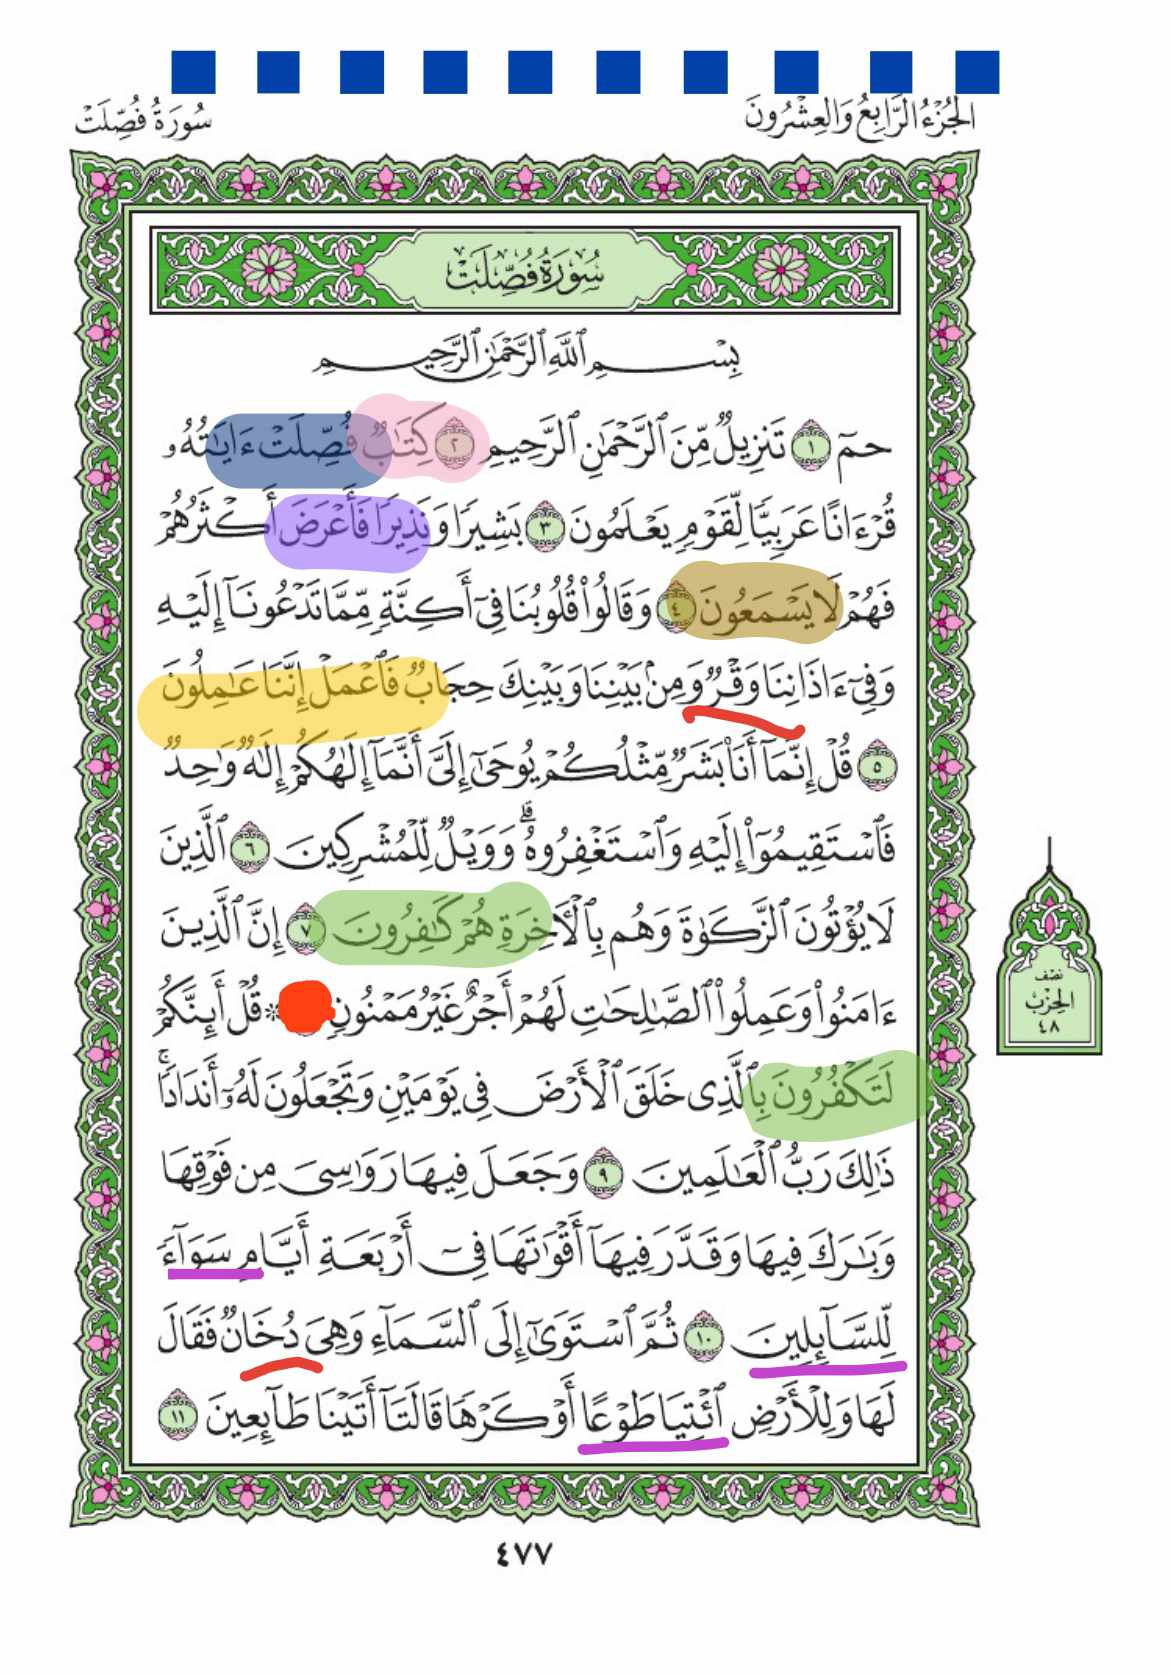 الجُزْءُ الرَّابِعُ وَالعِشْرُونَ
سُورَةُ فُصِّلَتْ
سُورَةُ فُصِّلَتْ
بِسْمِ ٱللَّهِ ٱلرَّحْمَٰنِ ٱلرَّحِيمِ
حمٓ ١ تَنزِيلٌ مِّنَ ٱلرَّحْمَٰنِ ٱلرَّحِيمِ ٢ كِتَٰبٌ فُصِّلَتْ ءَايَٰتُهُۥ
قُرْءَانًا عَرَبِيًّا لِّقَوْمٍ يَعْلَمُونَ ٣ بَشِيرًا وَنَذِيرًا فَأَعْرَضَ أَكْثَرُهُمْ
فَهُمْ لَا يَسْمَعُونَ ٤ وَقَالُوا۟ قُلُوبُنَا فِىٓ أَكِنَّةٍ مِّمَّا تَدْعُونَآ إِلَيْهِ
وَفِىٓ ءَاذَانِنَا وَقْرٌ وَمِنۢ بَيْنِنَا وَبَيْنِكَ حِجَابٌ فَٱعْمَلْ إِنَّنَا عَٰمِلُونَ
٥ قُلْ إِنَّمَآ أَنَا۠ بَشَرٌ مِّثْلُكُمْ يُوحَىٰٓ إِلَىَّ أَنَّمَآ إِلَٰهُكُمْ إِلَٰهٌ وَٰحِدٌ
فَٱسْتَقِيمُوٓا۟ إِلَيْهِ وَٱسْتَغْفِرُوهُ ۗ وَوَيْلٌ لِّلْمُشْرِكِينَ ٦ ٱلَّذِينَ
لَا يُؤْتُونَ ٱلزَّكَوٰةَ وَهُم بِٱلْءَاخِرَةِ هُمْ كَٰفِرُونَ ٧ إِنَّ ٱلَّذِينَ
ءَامَنُوا۟ وَعَمِلُوا۟ ٱلصَّٰلِحَٰتِ لَهُمْ أَجْرٌ غَيْرُ مَمْنُونٍ ۞ قُلْ أَئِنَّكُمْ
لَتَكْفُرُونَ بِٱلَّذِى خَلَقَ ٱلْأَرْضَ فِى يَوْمَيْنِ وَتَجْعَلُونَ لَهُۥٓ أَندَادًا ۚ
ذَٰلِكَ رَبُّ ٱلْعَٰلَمِينَ ٩ وَجَعَلَ فِيهَا رَوَٰسِىَ مِن فَوْقِهَا
وَبَٰرَكَ فِيهَا وَقَدَّرَ فِيهَآ أَقْوَٰتَهَا فِىٓ أَرْبَعَةِ أَيَّامٍ سَوَآءً
لِّلسَّآئِلِينَ ١٠ ثُمَّ ٱسْتَوَىٰٓ إِلَى ٱلسَّمَآءِ وَهِىَ دُخَانٌ فَقَالَ
لَهَا وَلِلْأَرْضِ ٱئْتِيَا طَوْعًا أَوْ كَرْهًا قَالَتَآ أَتَيْنَا طَآئِعِينَ ١١
نصف
الحِزْبِ
٤٨
٤٧٧